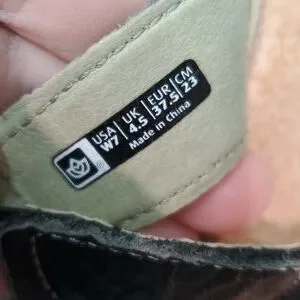 USA | UK | EUR | CM
W7 | 4.5 | 37.5 | 23
Made in China